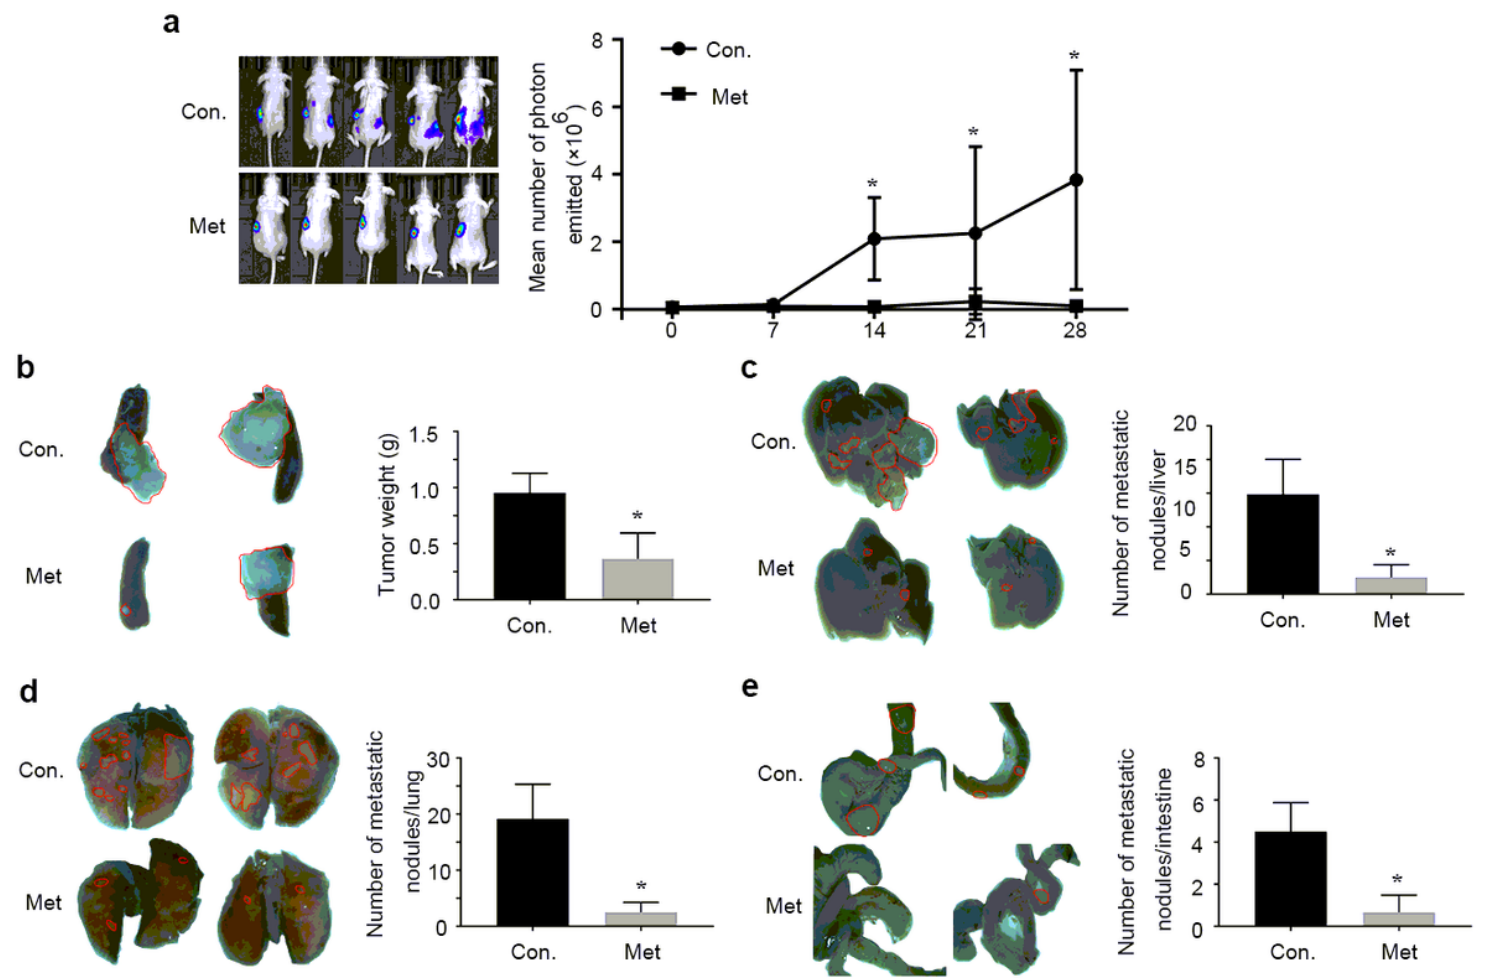 a
Con.
Met
Mean number of photon
emitted (×10⁶)
8
6
4
2
0
Con.
Met
*
*
*
0 7 14 21 28
b
Con.
Met
Tumor weight (g)
1.5
1.0
0.5
0.0
*
Con. Met
c
Con.
Met
Number of metastatic
nodules/liver
20
15
10
5
0
*
Con. Met
d
Con.
Met
Number of metastatic
nodules/lung
30
20
10
0
*
Con. Met
e
Con.
Met
Number of metastatic
nodules/intestine
8
6
4
2
0
*
Con. Met